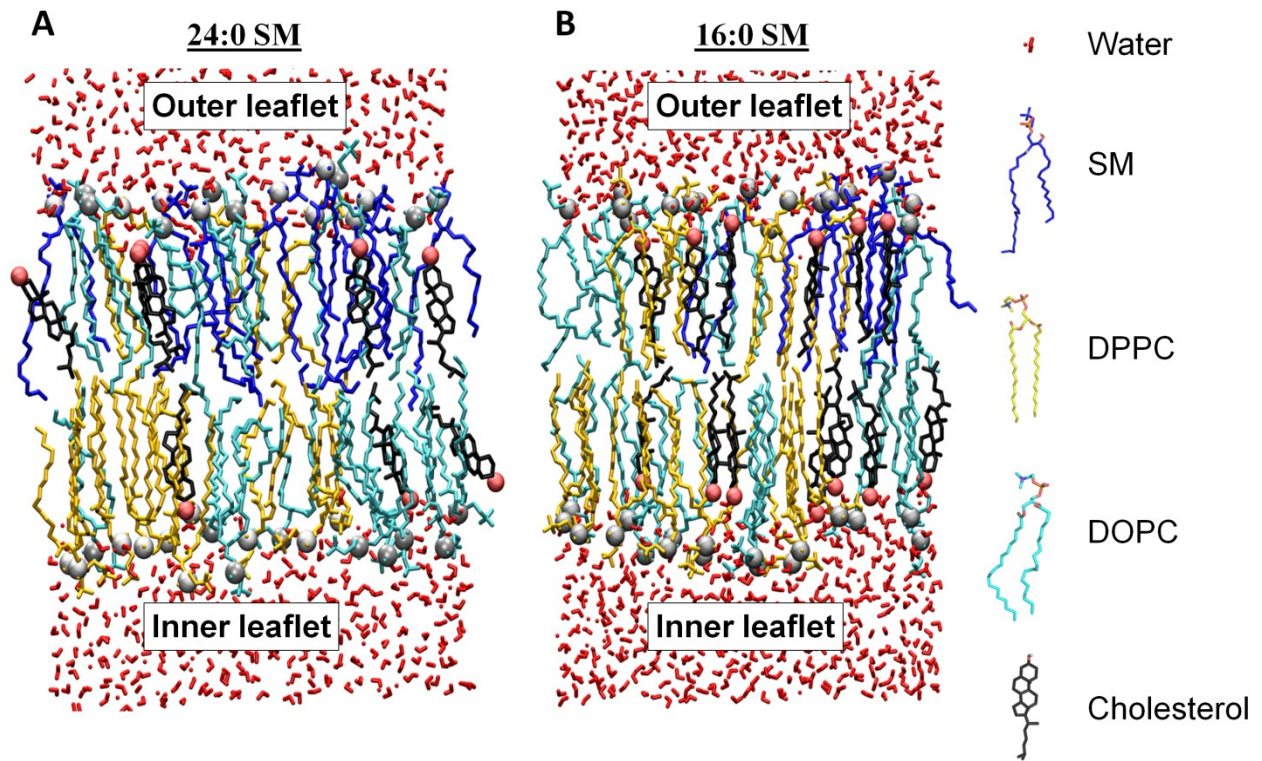 A
24:0 SM
B
16:0 SM
Outer leaflet
Outer leaflet
Inner leaflet
Inner leaflet
Water
SM
DPPC
DOPC
Cholesterol